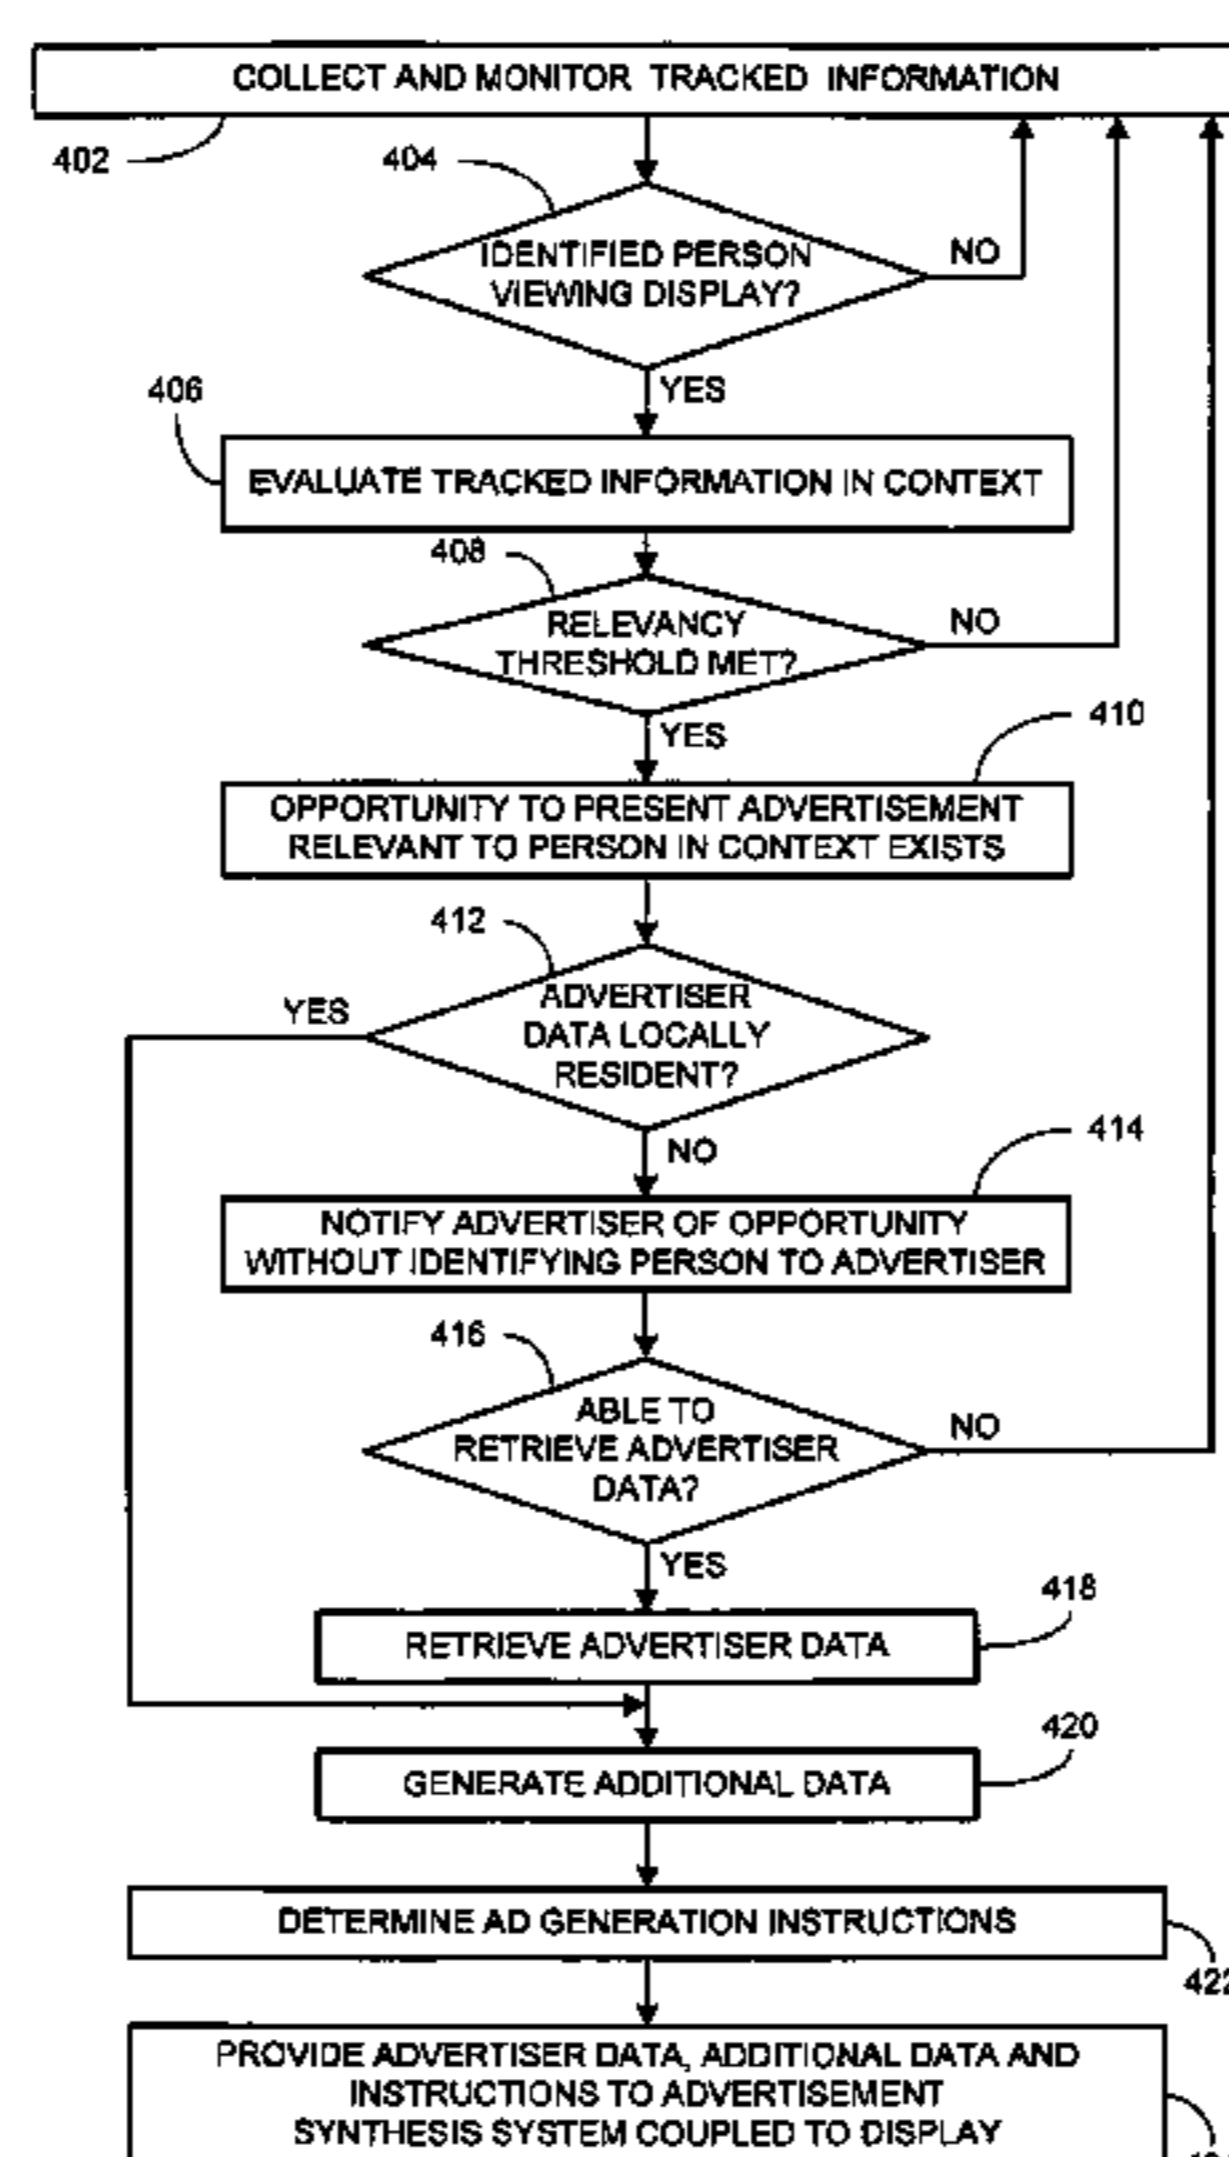 COLLECT AND MONITOR TRACKED INFORMATION
402
404
IDENTIFIED PERSON
VIEWING DISPLAY?
NO
YES
406
EVALUATE TRACKED INFORMATION IN CONTEXT
408
RELEVANCY
THRESHOLD MET?
NO
YES
410
OPPORTUNITY TO PRESENT ADVERTISEMENT
RELEVANT TO PERSON IN CONTEXT EXISTS
412
YES
ADVERTISER
DATA LOCALLY
RESIDENT?
NO
414
NOTIFY ADVERTISER OF OPPORTUNITY
WITHOUT IDENTIFYING PERSON TO ADVERTISER
416
ABLE TO
RETRIEVE ADVERTISER
DATA?
NO
YES
418
RETRIEVE ADVERTISER DATA
420
GENERATE ADDITIONAL DATA
DETERMINE AD GENERATION INSTRUCTIONS
422
PROVIDE ADVERTISER DATA, ADDITIONAL DATA AND
INSTRUCTIONS TO ADVERTISEMENT
SYNTHESIS SYSTEM COUPLED TO DISPLAY